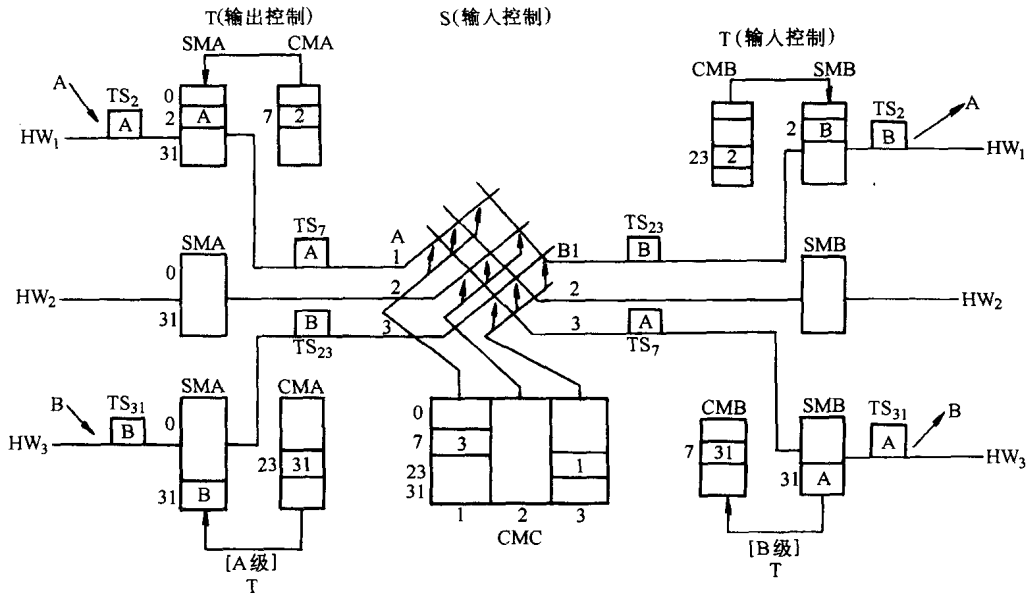 T(输出控制)
S(输入控制)
SMA
CMA
T(输入控制)
CMB
SMB
A
TS₂
0
2
31
A
7
2
A
HW₁
2
B
23
2
TS₂
B
A
HW₁
TS₇
A
A
1
B1
TS₂₃
B
SMA
0
31
HW₂
2
2
SMB
HW₂
B
TS₂₃
3
3
A
TS₇
B
TS₃₁
B
HW₃
SMA
0
31
B
CMA
23
31
0
7
23
31
3
1
1
2
3
CMC
CMB
7
31
SMB
31
A
TS₃₁
A
B
HW₃
[A级]
T
[B级]
T